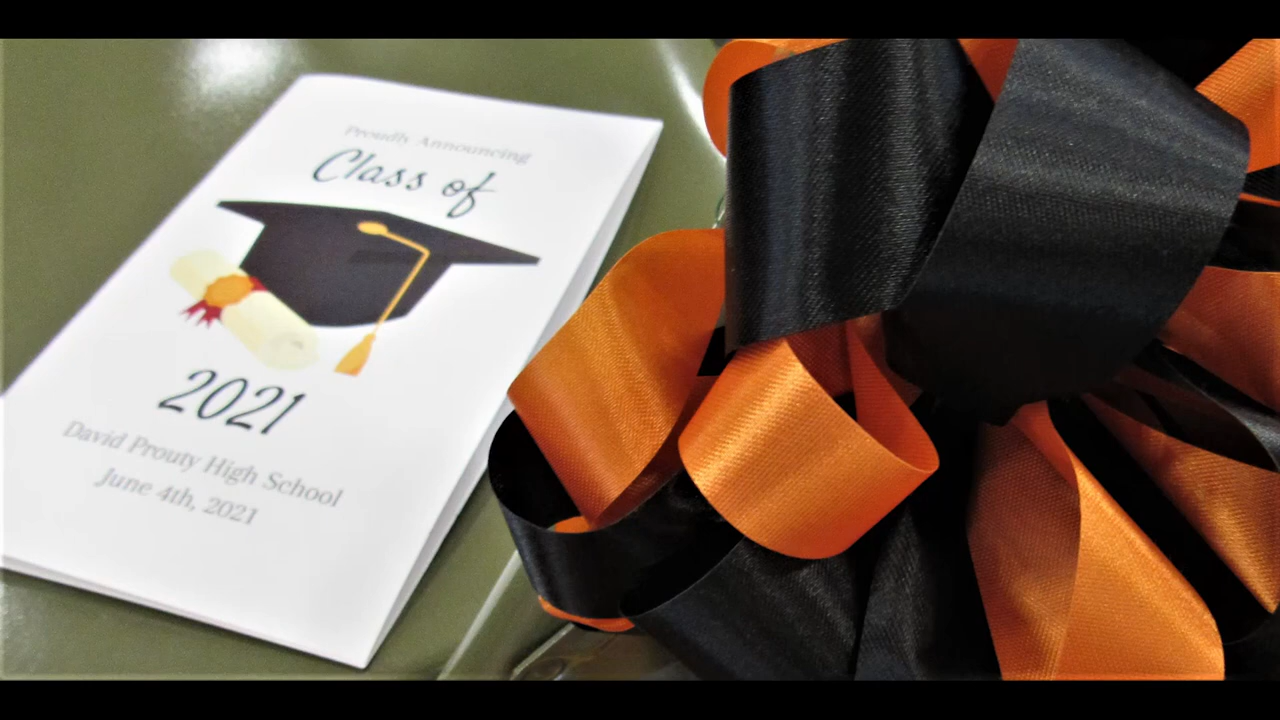 Proudly Announcing
Class of
2021
David Prouty High School
June 4th, 2021